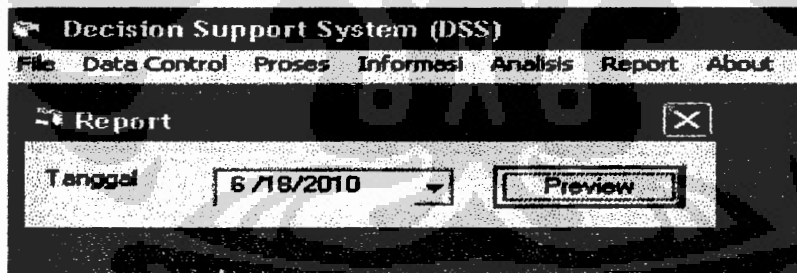 Decision Support System (DSS)
File Data Control Proses Informasi Analisis Report About
Report
Tanggal 6/18/2010 Preview